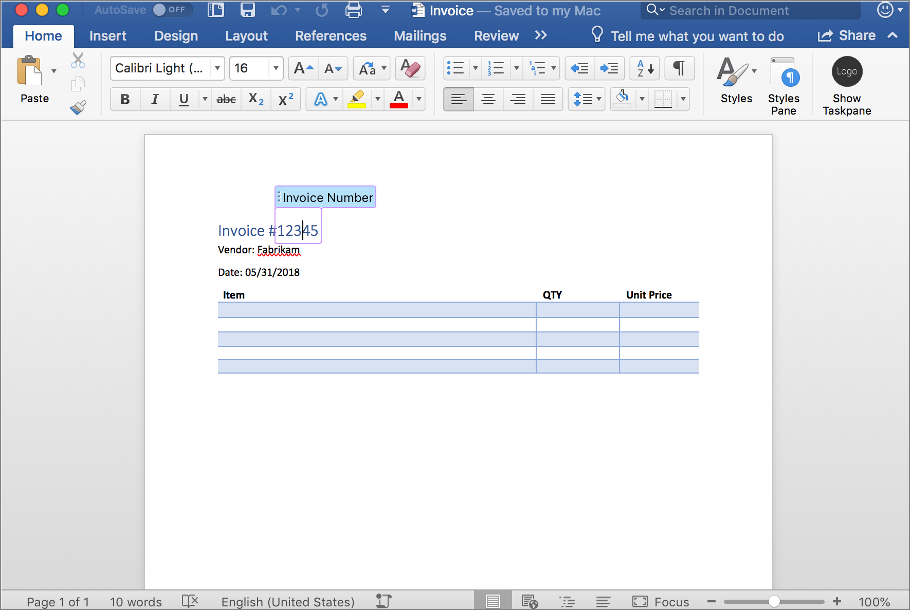 AutoSave OFF Invoice — Saved to my Mac Search in Document
Home Insert Design Layout References Mailings Review >> Tell me what you want to do Share
Calibri Light (... 16 A A Aa A A Z ¶ A ¶ Logo
Paste B I U abc X2 X2 A A Styles Styles Pane Show Taskpane
Invoice Number
Invoice #12345
Vendor: Fabrikam
Date: 05/31/2018
Item QTY Unit Price
Page 1 of 1 10 words English (United States) Focus 100%